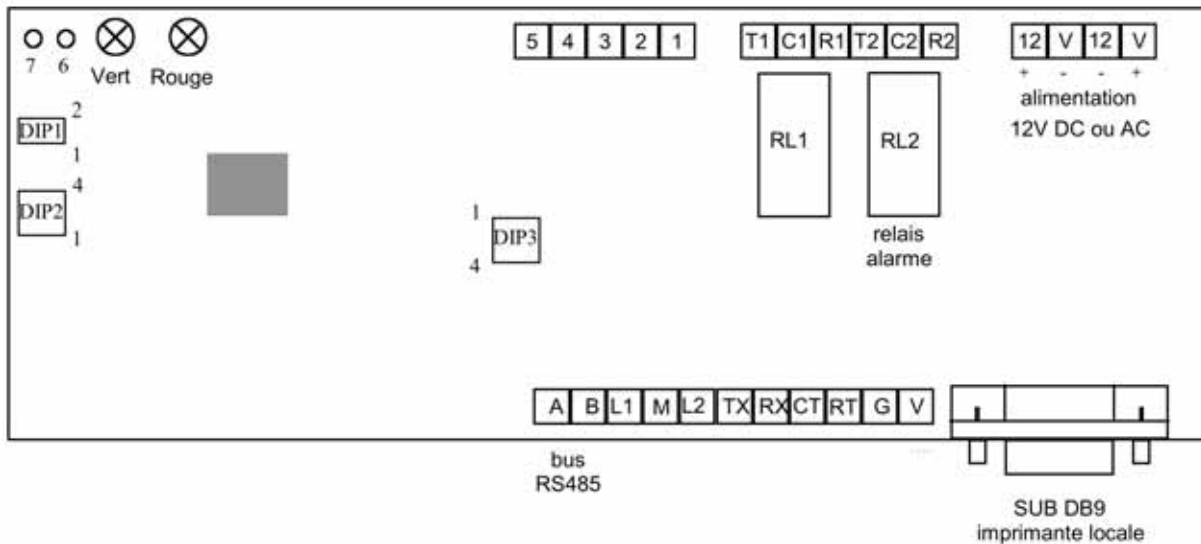 5 4 3 2 1
T1 C1 R1 T2 C2 R2
12 V 12 V
+ - - +
7 6
Vert Rouge
alimentation
12V DC ou AC
2
DIP1
1
4
DIP2
1
RL1
RL2
relais
alarme
1
DIP3
4
A B L1 M L2 TX RX CT RT G V
bus
RS485
SUB DB9
imprimante locale